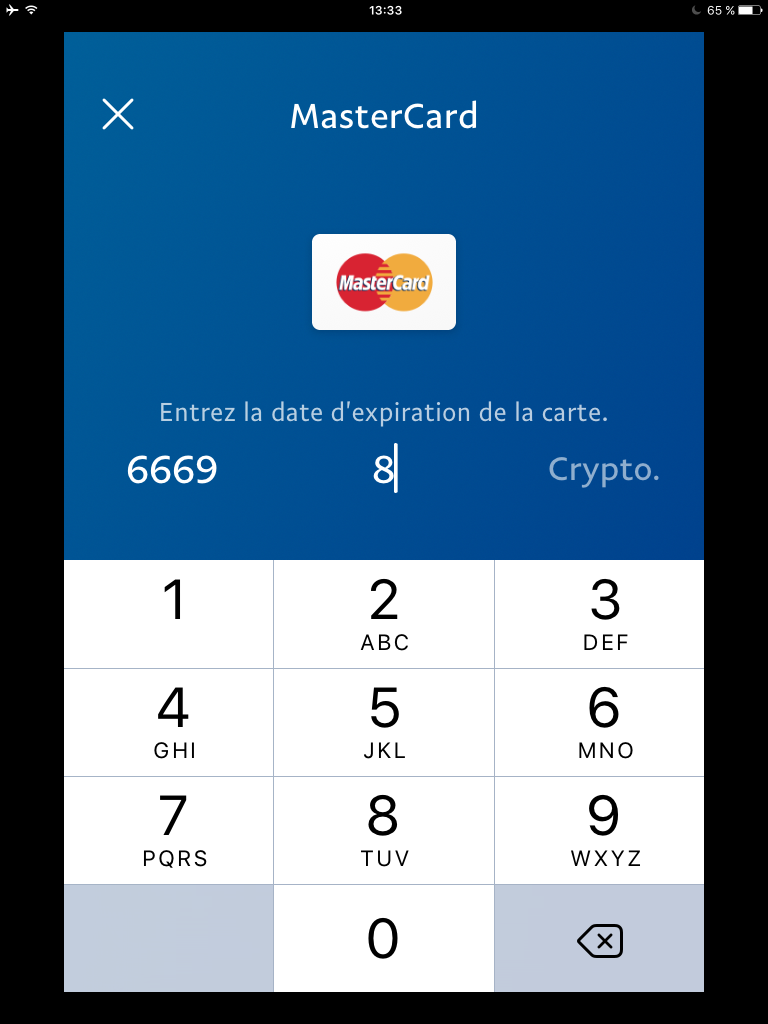 13:33
65 %
MasterCard
MasterCard
Entrez la date d'expiration de la carte.
6669 8 Crypto.
1 2 3
ABC DEF
4 5 6
GHI JKL MNO
7 8 9
PQRS TUV WXYZ
0